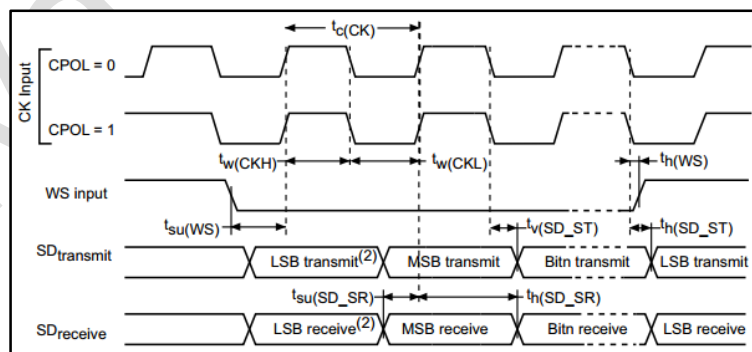 tc(CK)
CK Input
CPOL = 0
CPOL = 1
tw(CKH)
tw(CKL)
th(WS)
WS input
tsu(WS)
tv(SD_ST)
th(SD_ST)
SDtransmit
LSB transmit(2)
MSB transmit
Bitn transmit
LSB transmit
tsu(SD_SR)
th(SD_SR)
SDreceive
LSB receive(2)
MSB receive
Bitn receive
LSB receive